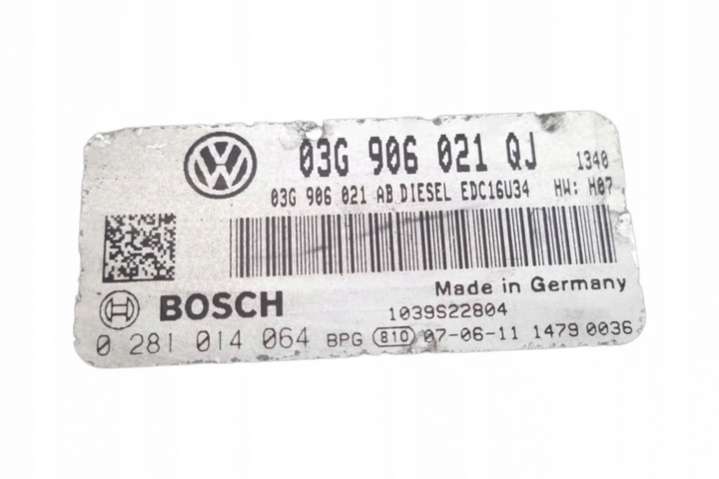 03G 906 021 QJ 1340
03G 906 021 AB DIESEL EDC16U34 HW: H07
Made in Germany
BOSCH 1039S22804
0 281 014 064 BPG 810 07-06-11 1479 0036